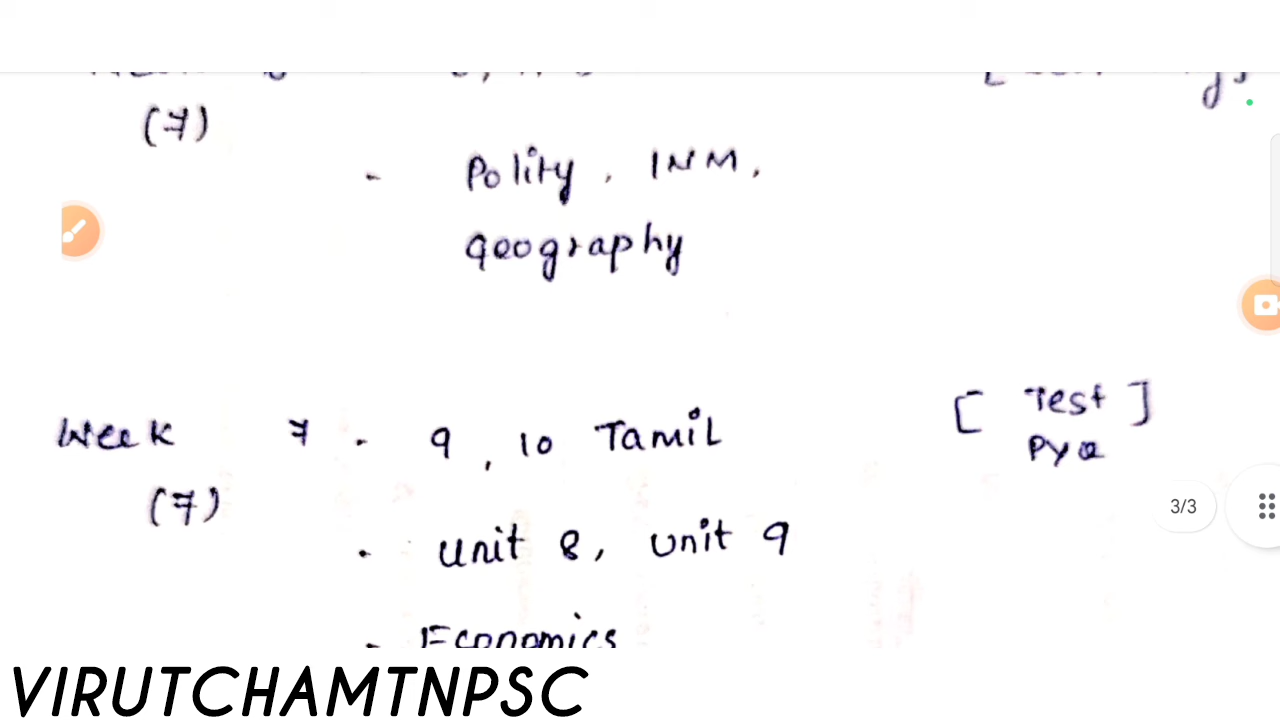 (7)
- Polity, INM,
Geography
Week 7 - 9, 10 Tamil [ Test ]
PYQ
(7)
3/3
- Unit 8, Unit 9
- Economics
VIRUTCHAMTNPSC